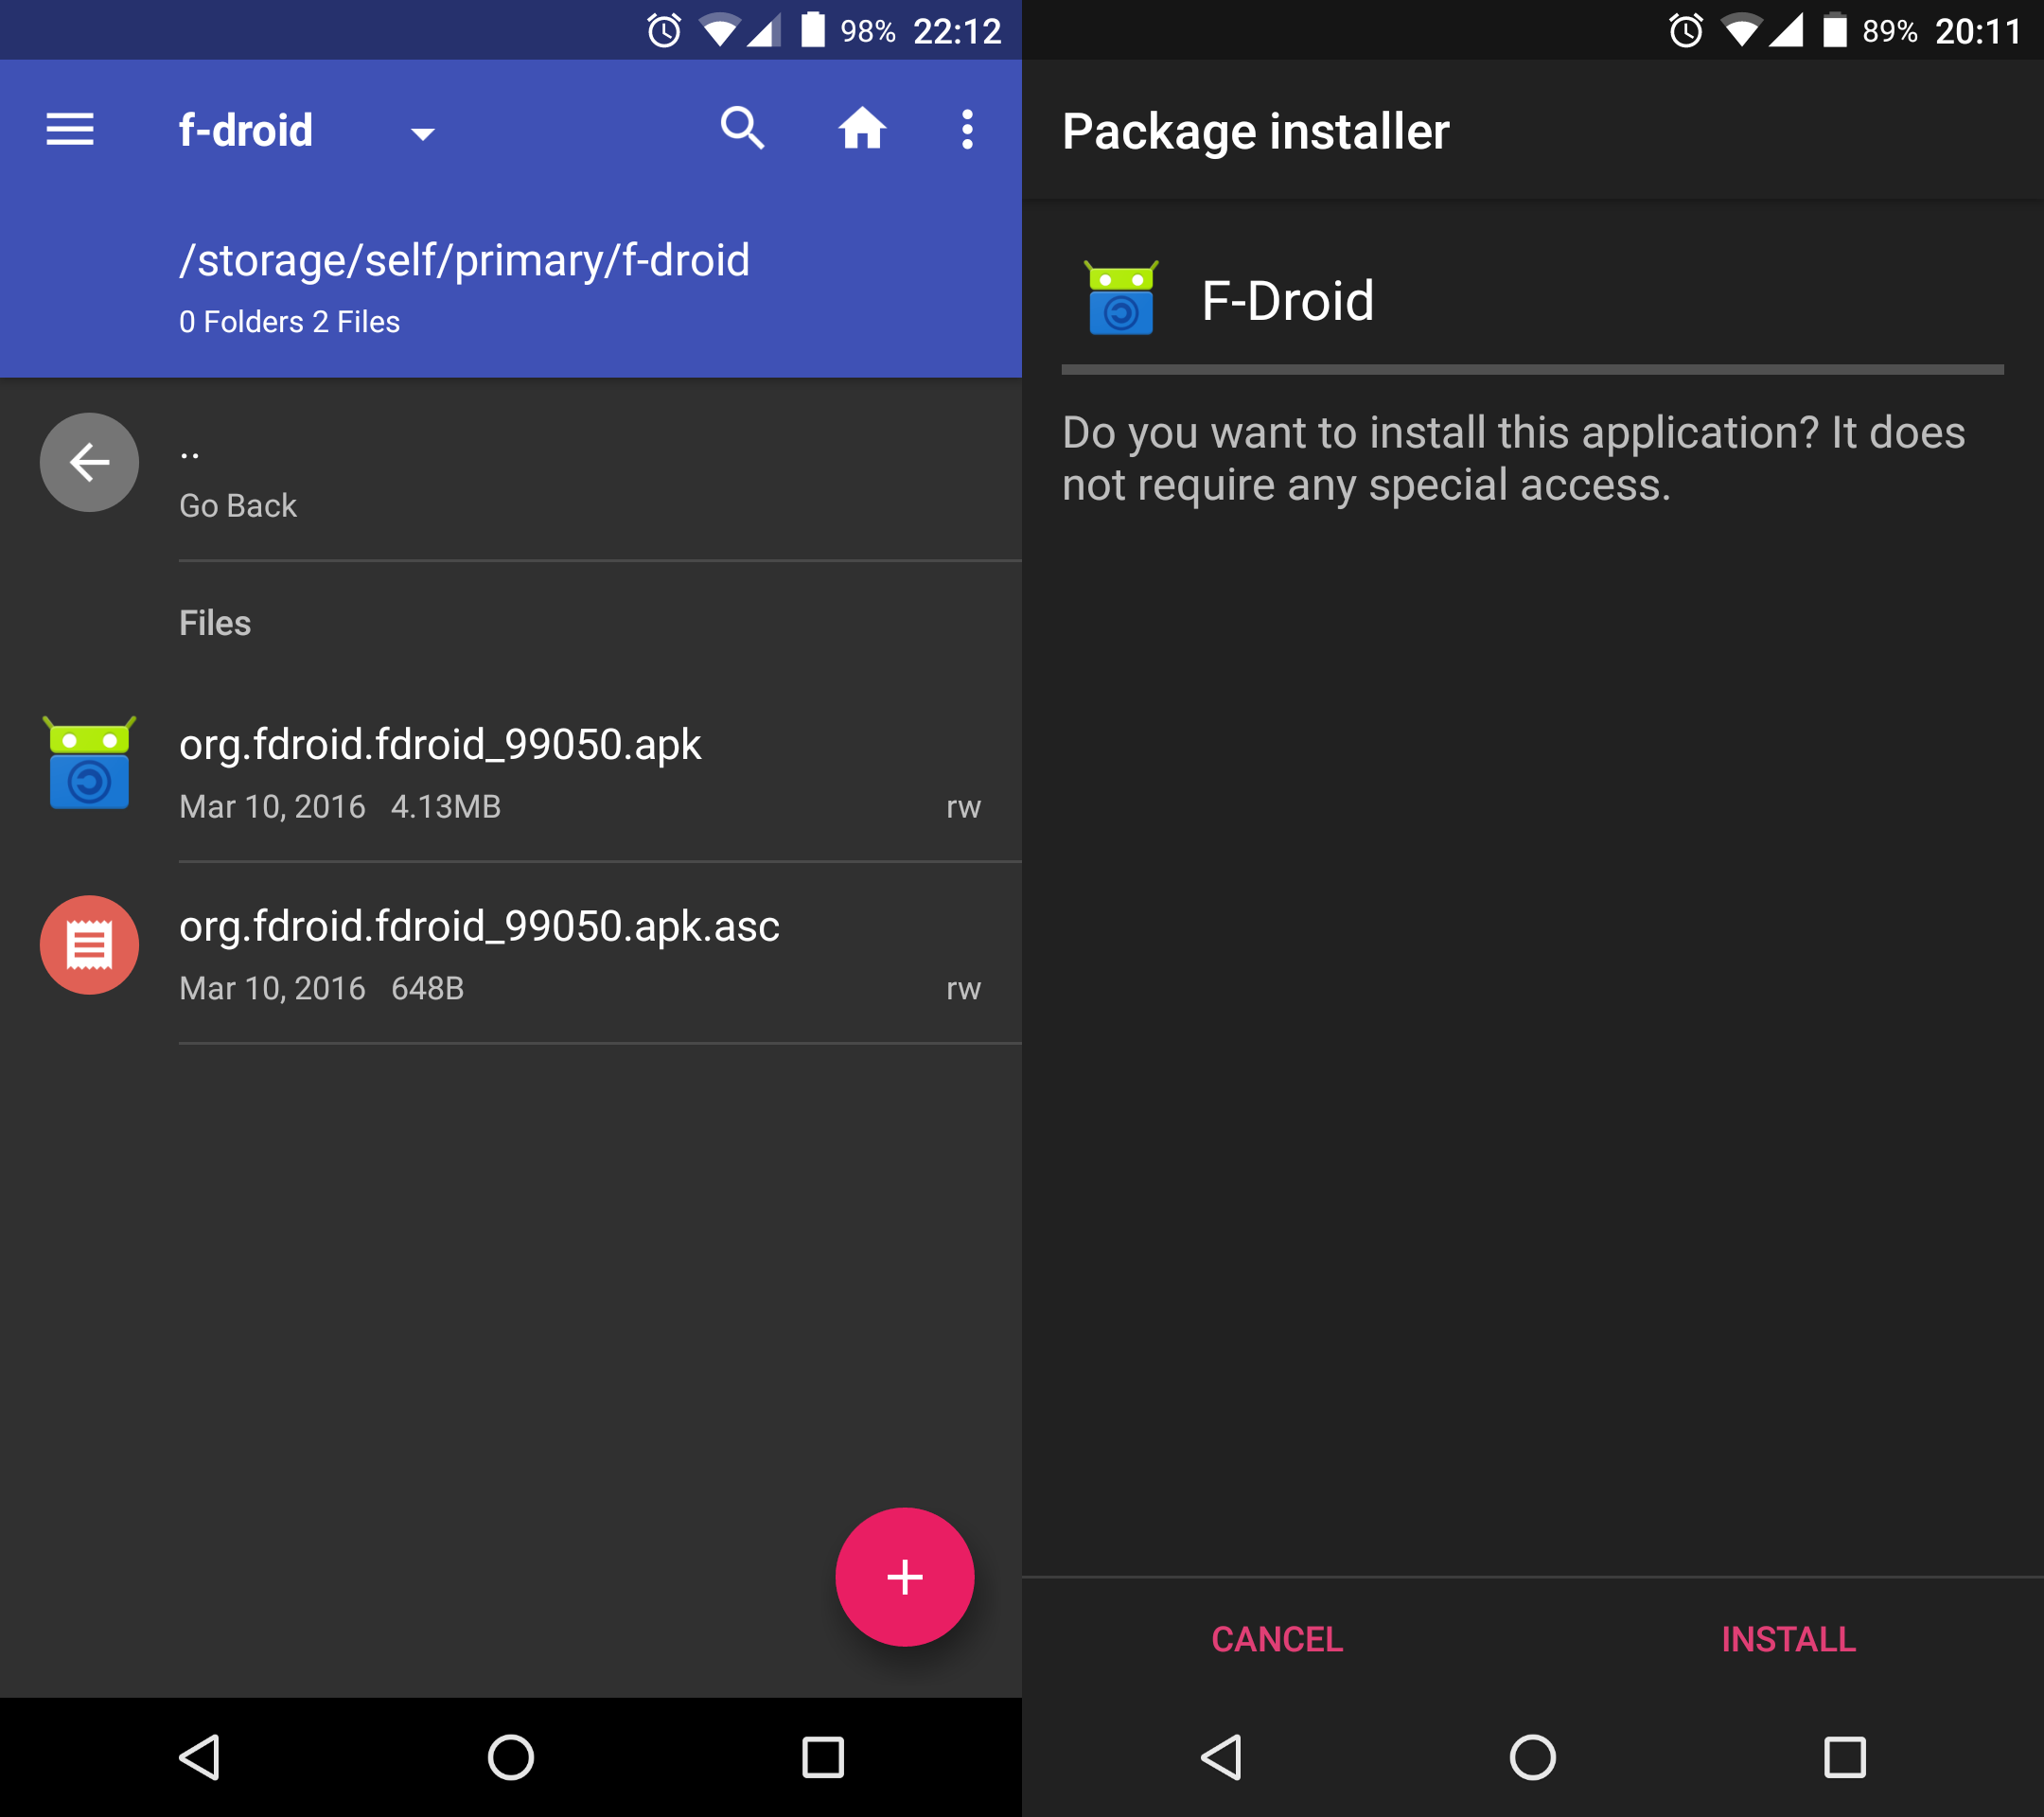 98% 22:12
f-droid
/storage/self/primary/f-droid
0 Folders 2 Files
..
Go Back
Files
org.fdroid.fdroid_99050.apk
Mar 10, 2016 4.13MB rw
org.fdroid.fdroid_99050.apk.asc
Mar 10, 2016 648B rw
89% 20:11
Package installer
F-Droid
Do you want to install this application? It does
not require any special access.
CANCEL INSTALL